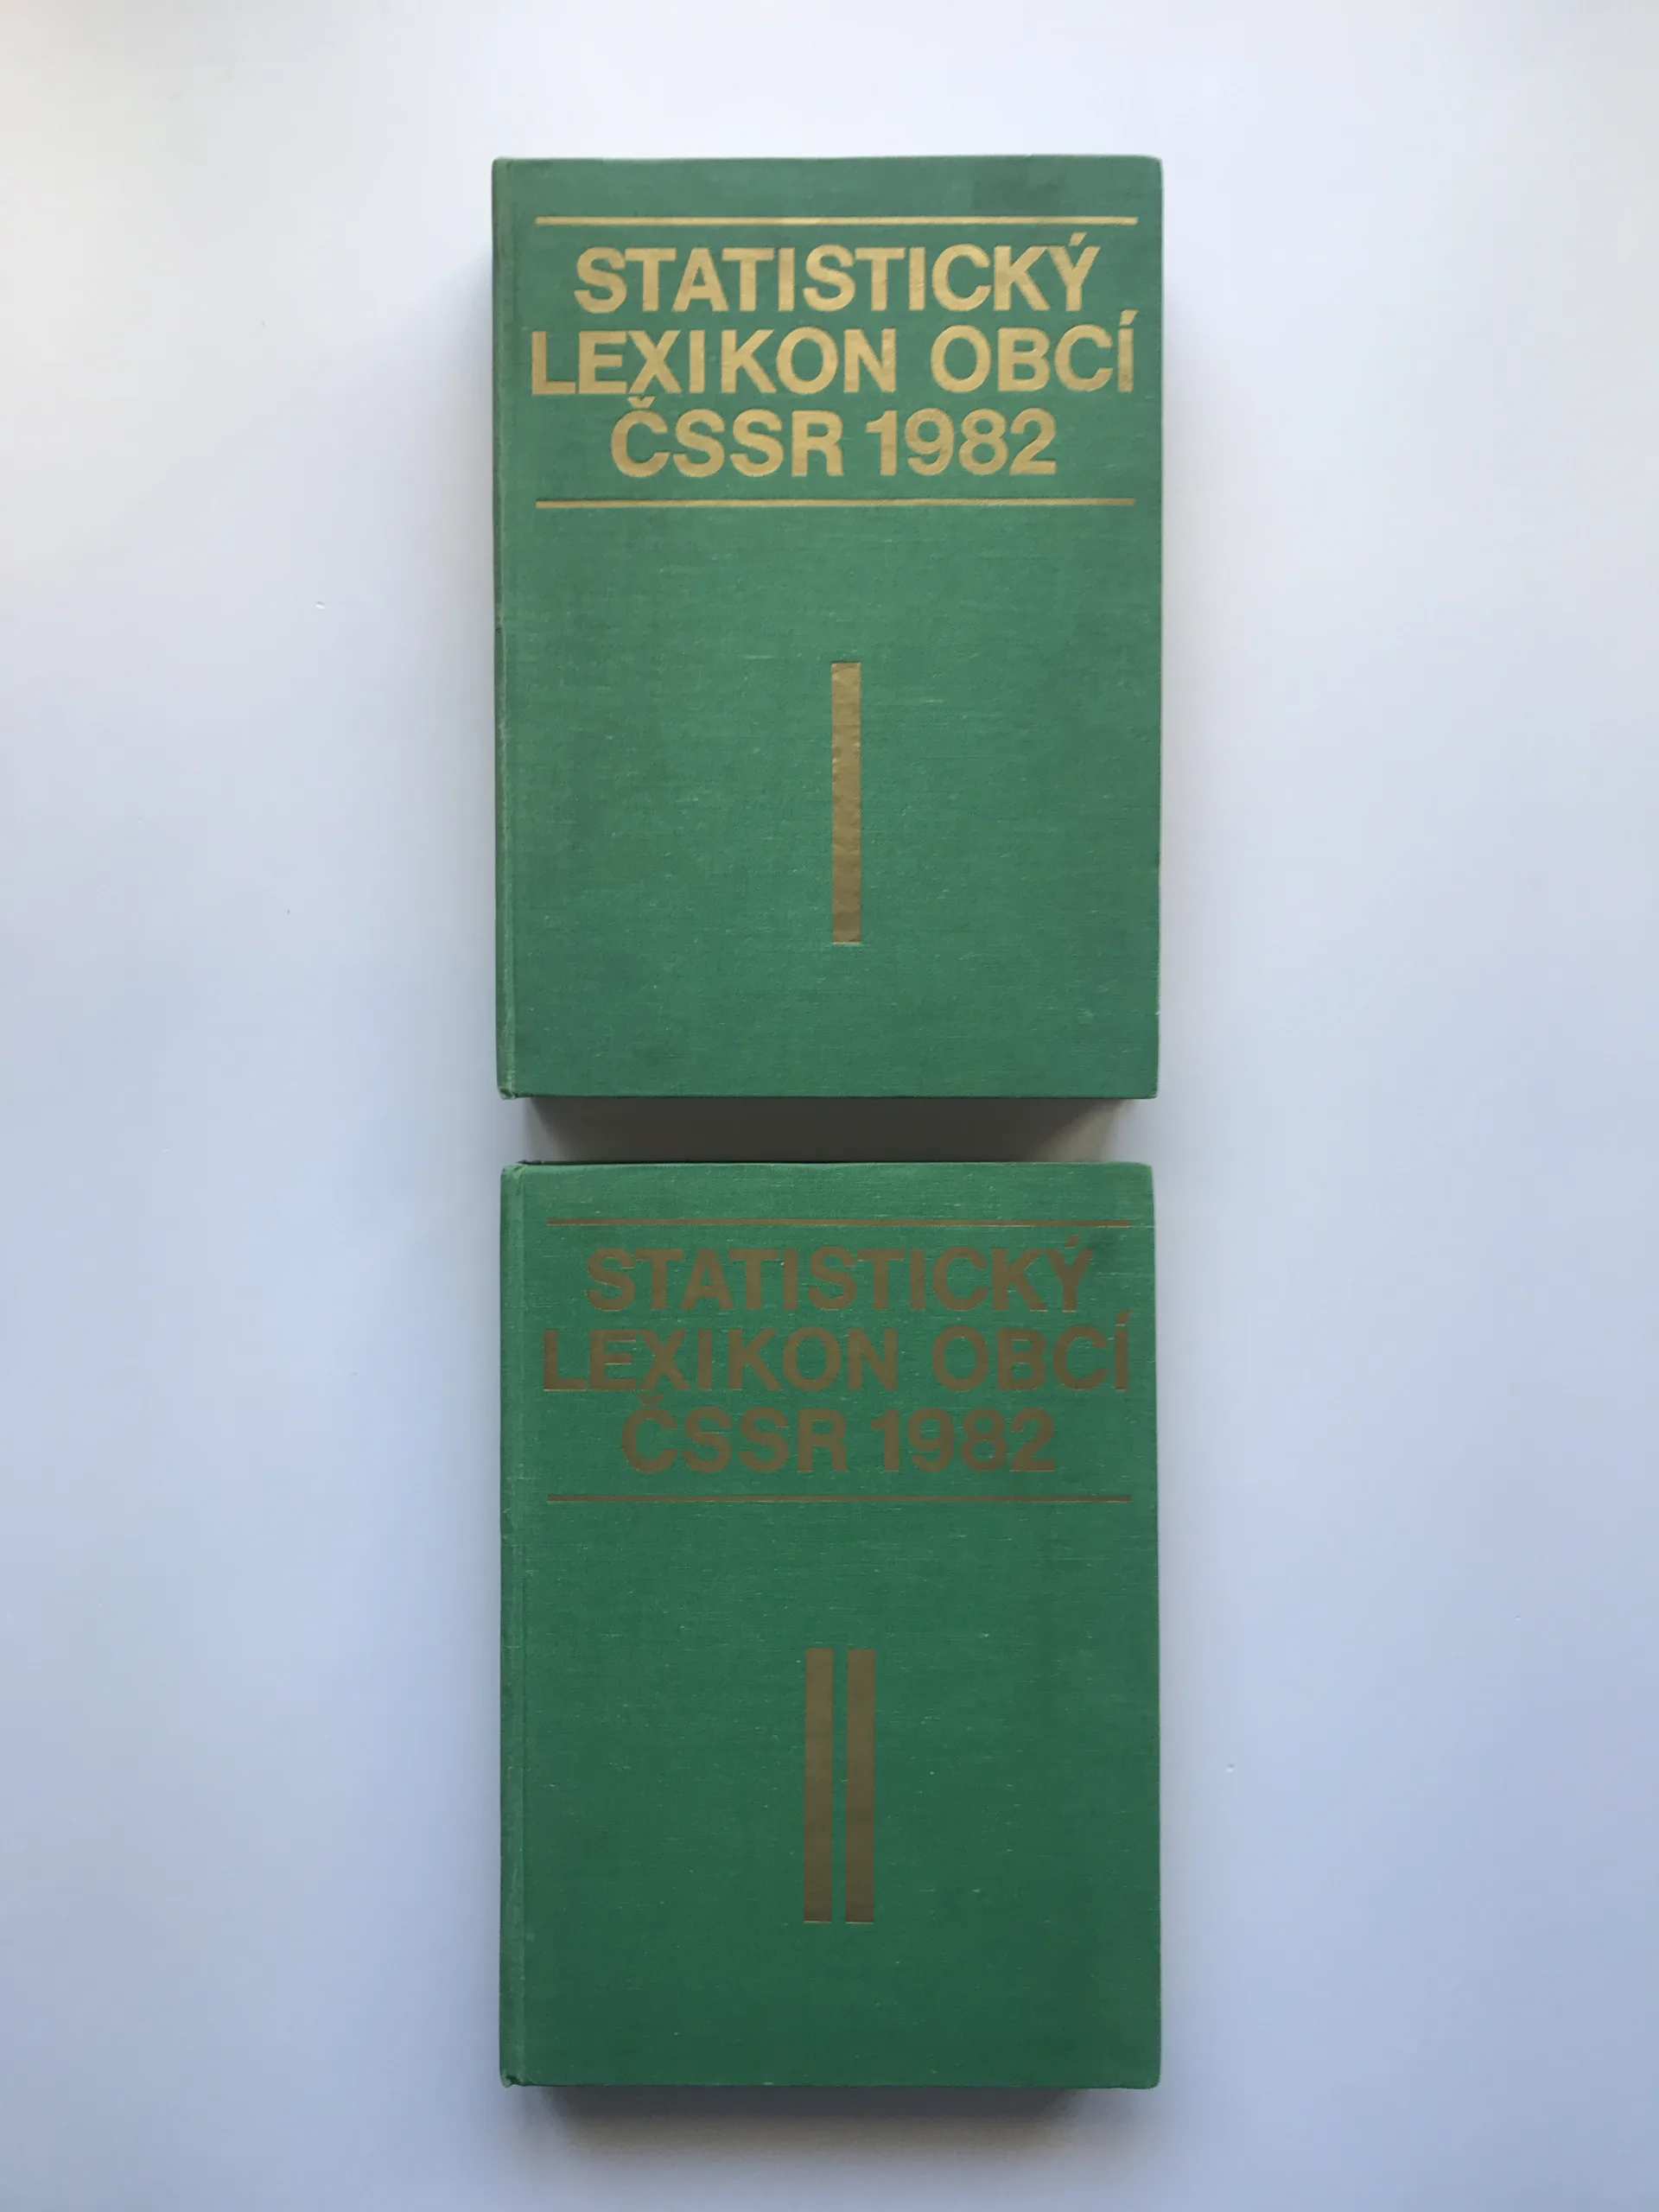 STATISTICKÝ
LEXIKON OBCÍ
ČSSR 1982
I
STATISTICKÝ
LEXIKON OBCÍ
ČSSR 1982
II